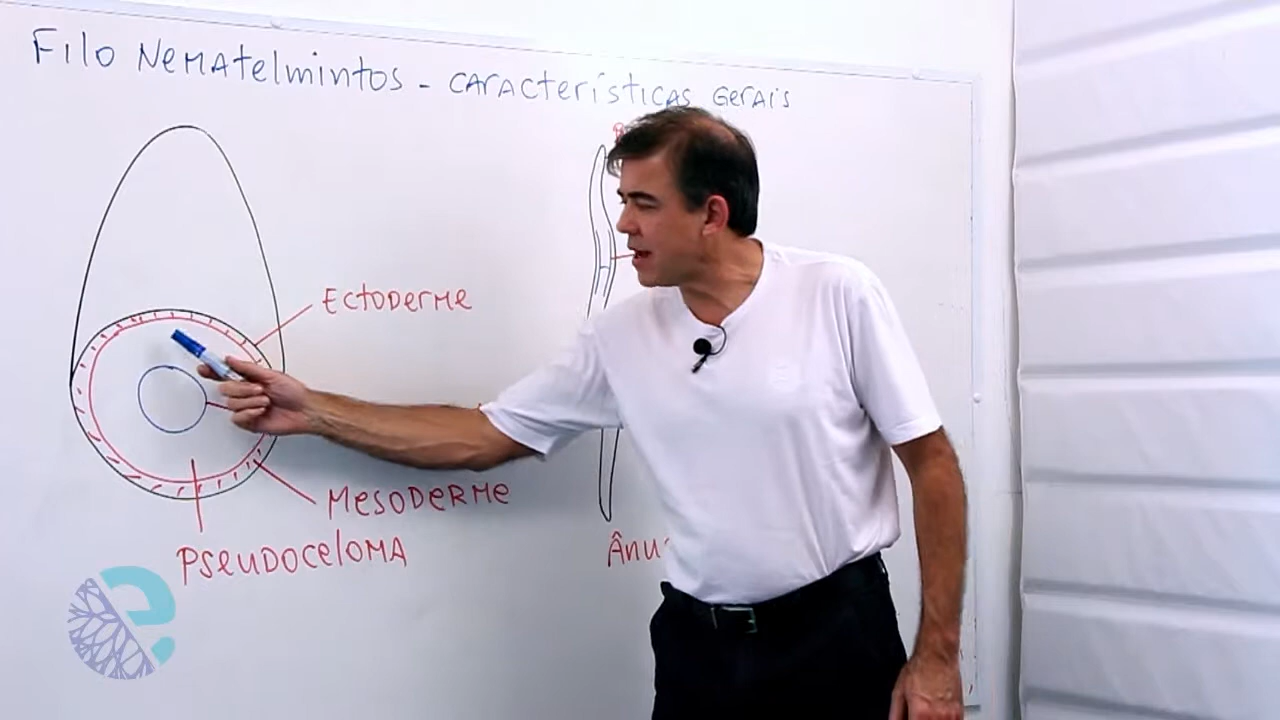 Filo Nematelmintos - características gerais
Ectoderme
Mesoderme
Pseudoceloma
Ânu